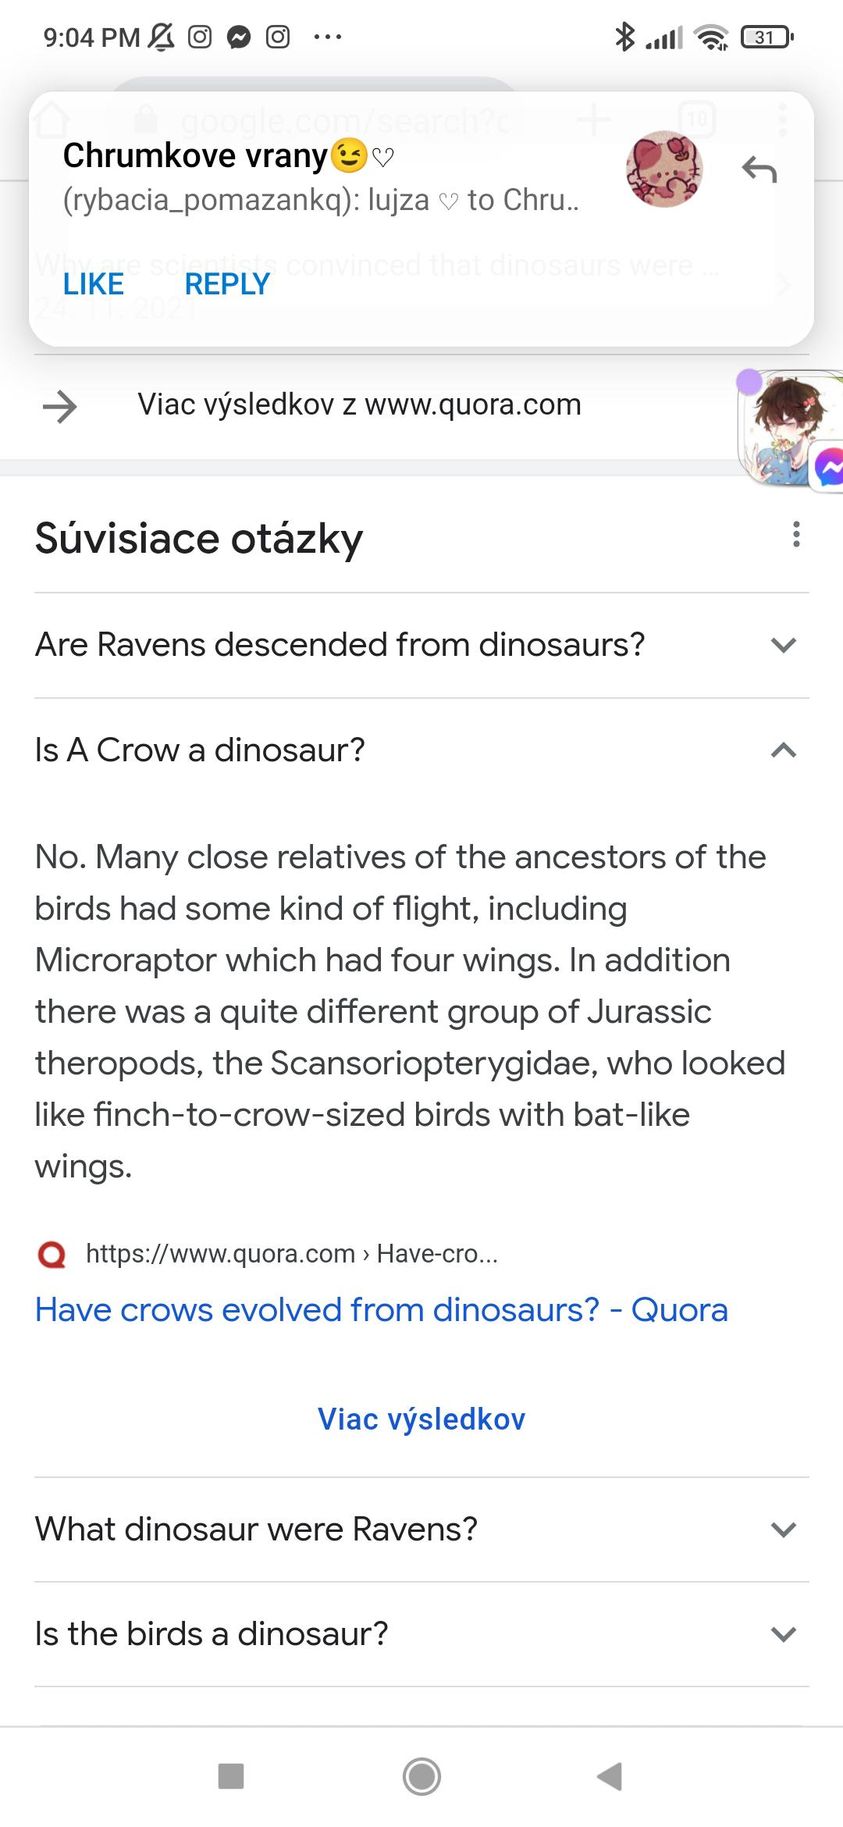 9:04 PM
31
google.com/search?c
10
Chrumkove vrany😉♡
(rybacia_pomazankq): lujza ♡ to Chru..
Why are scientists convinced that dinosaurs were ...
LIKE REPLY
24. 11. 2021
Viac výsledkov z www.quora.com
Súvisiace otázky
Are Ravens descended from dinosaurs?
Is A Crow a dinosaur?
No. Many close relatives of the ancestors of the
birds had some kind of flight, including
Microraptor which had four wings. In addition
there was a quite different group of Jurassic
theropods, the Scansoriopterygidae, who looked
like finch-to-crow-sized birds with bat-like
wings.
https://www.quora.com › Have-cro...
Have crows evolved from dinosaurs? - Quora
Viac výsledkov
What dinosaur were Ravens?
Is the birds a dinosaur?